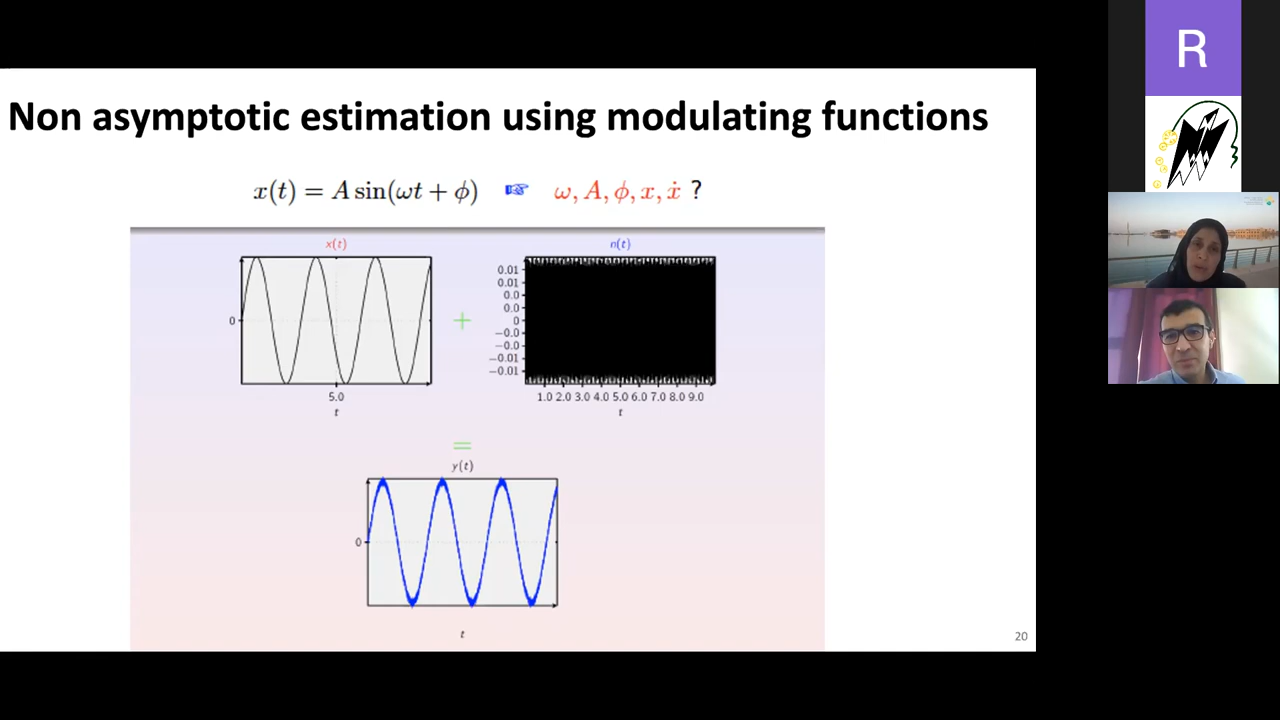 Non asymptotic estimation using modulating functions
x(t) = A sin(ωt + ϕ) ☞ ω, A, ϕ, x, ẋ ?
x(t)
0
5.0
t
+
n(t)
0.01
0.01
0.0
0.0
0
−0.0
−0.0
−0.01
−0.01
1.0 2.0 3.0 4.0 5.0 6.0 7.0 8.0 9.0
t
=
y(t)
0
t
20
R